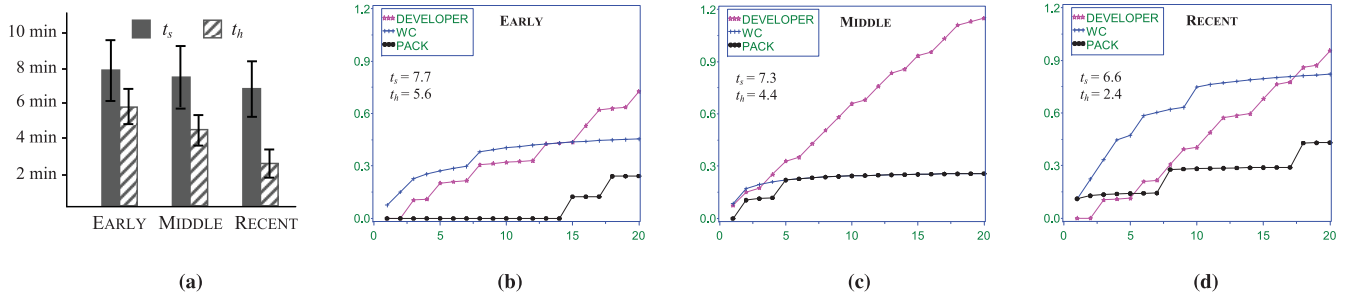 10 min
8 min
6 min
4 min
2 min
t_s t_h
EARLY MIDDLE RECENT
(a)
1.2
0.9
0.6
0.3
0.0
DEVELOPER
WC
PACK
EARLY
t_s = 7.7
t_h = 5.6
0 5 10 15 20
(b)
1.2
0.9
0.6
0.3
0.0
DEVELOPER
WC
PACK
MIDDLE
t_s = 7.3
t_h = 4.4
0 5 10 15 20
(c)
1.2
0.9
0.6
0.3
0.0
DEVELOPER
WC
PACK
RECENT
t_s = 6.6
t_h = 2.4
0 5 10 15 20
(d)